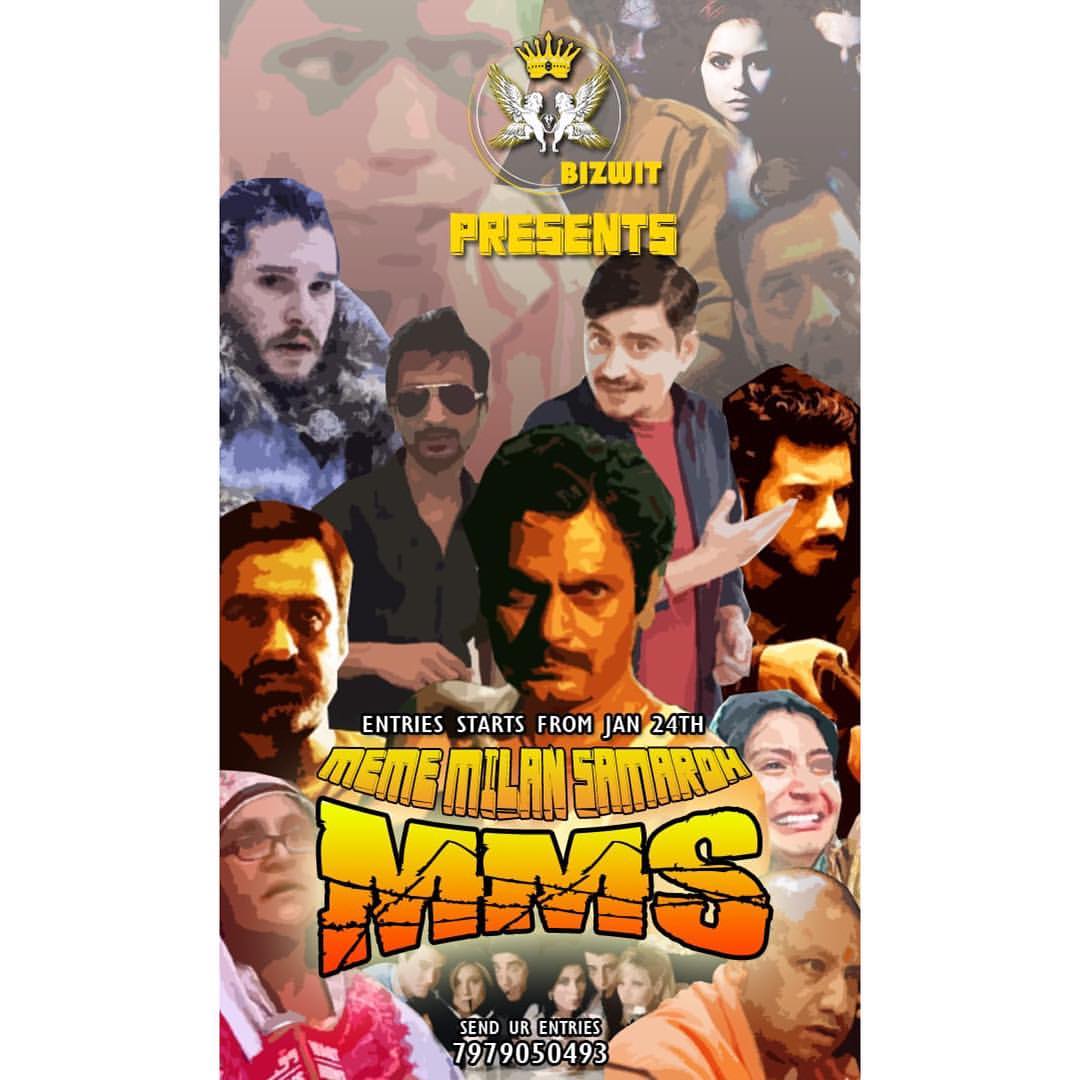 BIZWIT
PRESENTS
ENTRIES STARTS FROM JAN 24TH
MEME MILAN SAMAROH
MMS
SEND UR ENTRIES
7979050493